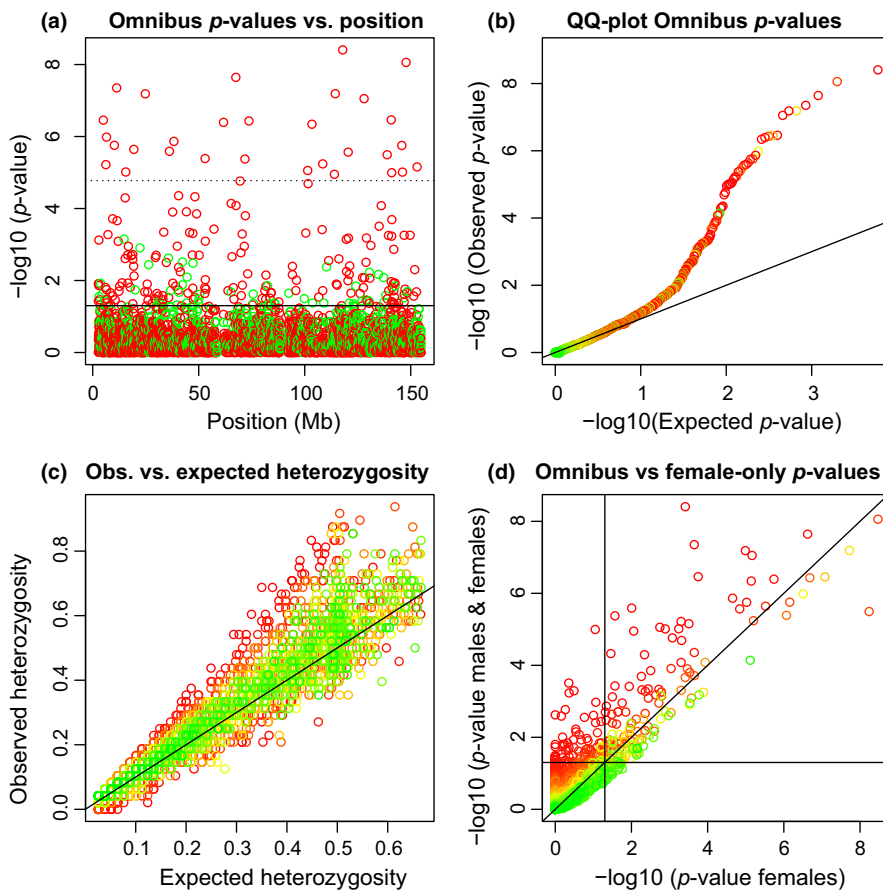 (a) Omnibus p-values vs. position
−log10 (p-value)
8
6
4
2
0
0 50 100 150
Position (Mb)
(b) QQ-plot Omnibus p-values
−log10 (Observed p-value)
8
6
4
2
0
0 1 2 3
−log10(Expected p-value)
(c) Obs. vs. expected heterozygosity
Observed heterozygosity
0.8
0.6
0.4
0.2
0.0
0.1 0.2 0.3 0.4 0.5 0.6
Expected heterozygosity
(d) Omnibus vs female-only p-values
−log10 (p-value males & females)
8
6
4
2
0
0 2 4 6 8
−log10 (p-value females)